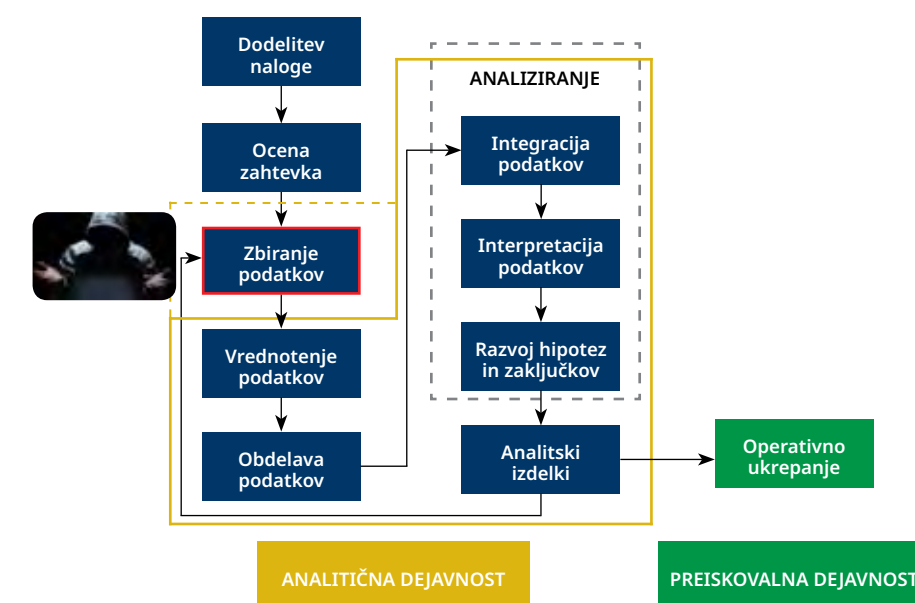 Dodelitev
naloge
Ocena
zahtevka
Zbiranje
podatkov
Vrednotenje
podatkov
Obdelava
podatkov
ANALIZIRANJE
Integracija
podatkov
Interpretacija
podatkov
Razvoj hipotez
in zaključkov
Analitski
izdelki
Operativno
ukrepanje
ANALITIČNA DEJAVNOST
PREISKOVALNA DEJAVNOST